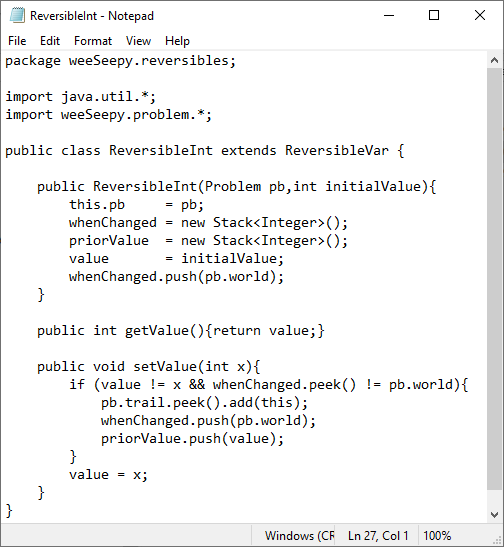 ReversibleInt - Notepad
File Edit Format View Help
package weeSeepy.reversibles;

import java.util.*;
import weeSeepy.problem.*;

public class ReversibleInt extends ReversibleVar {

    public ReversibleInt(Problem pb,int initialValue){
        this.pb     = pb;
        whenChanged = new Stack<Integer>();
        priorValue  = new Stack<Integer>();
        value       = initialValue;
        whenChanged.push(pb.world);
    }

    public int getValue(){return value;}

    public void setValue(int x){
        if (value != x && whenChanged.peek() != pb.world){
            pb.trail.peek().add(this);
            whenChanged.push(pb.world);
            priorValue.push(value);
        }
        value = x;
    }
}
Windows (CR Ln 27, Col 1 100%